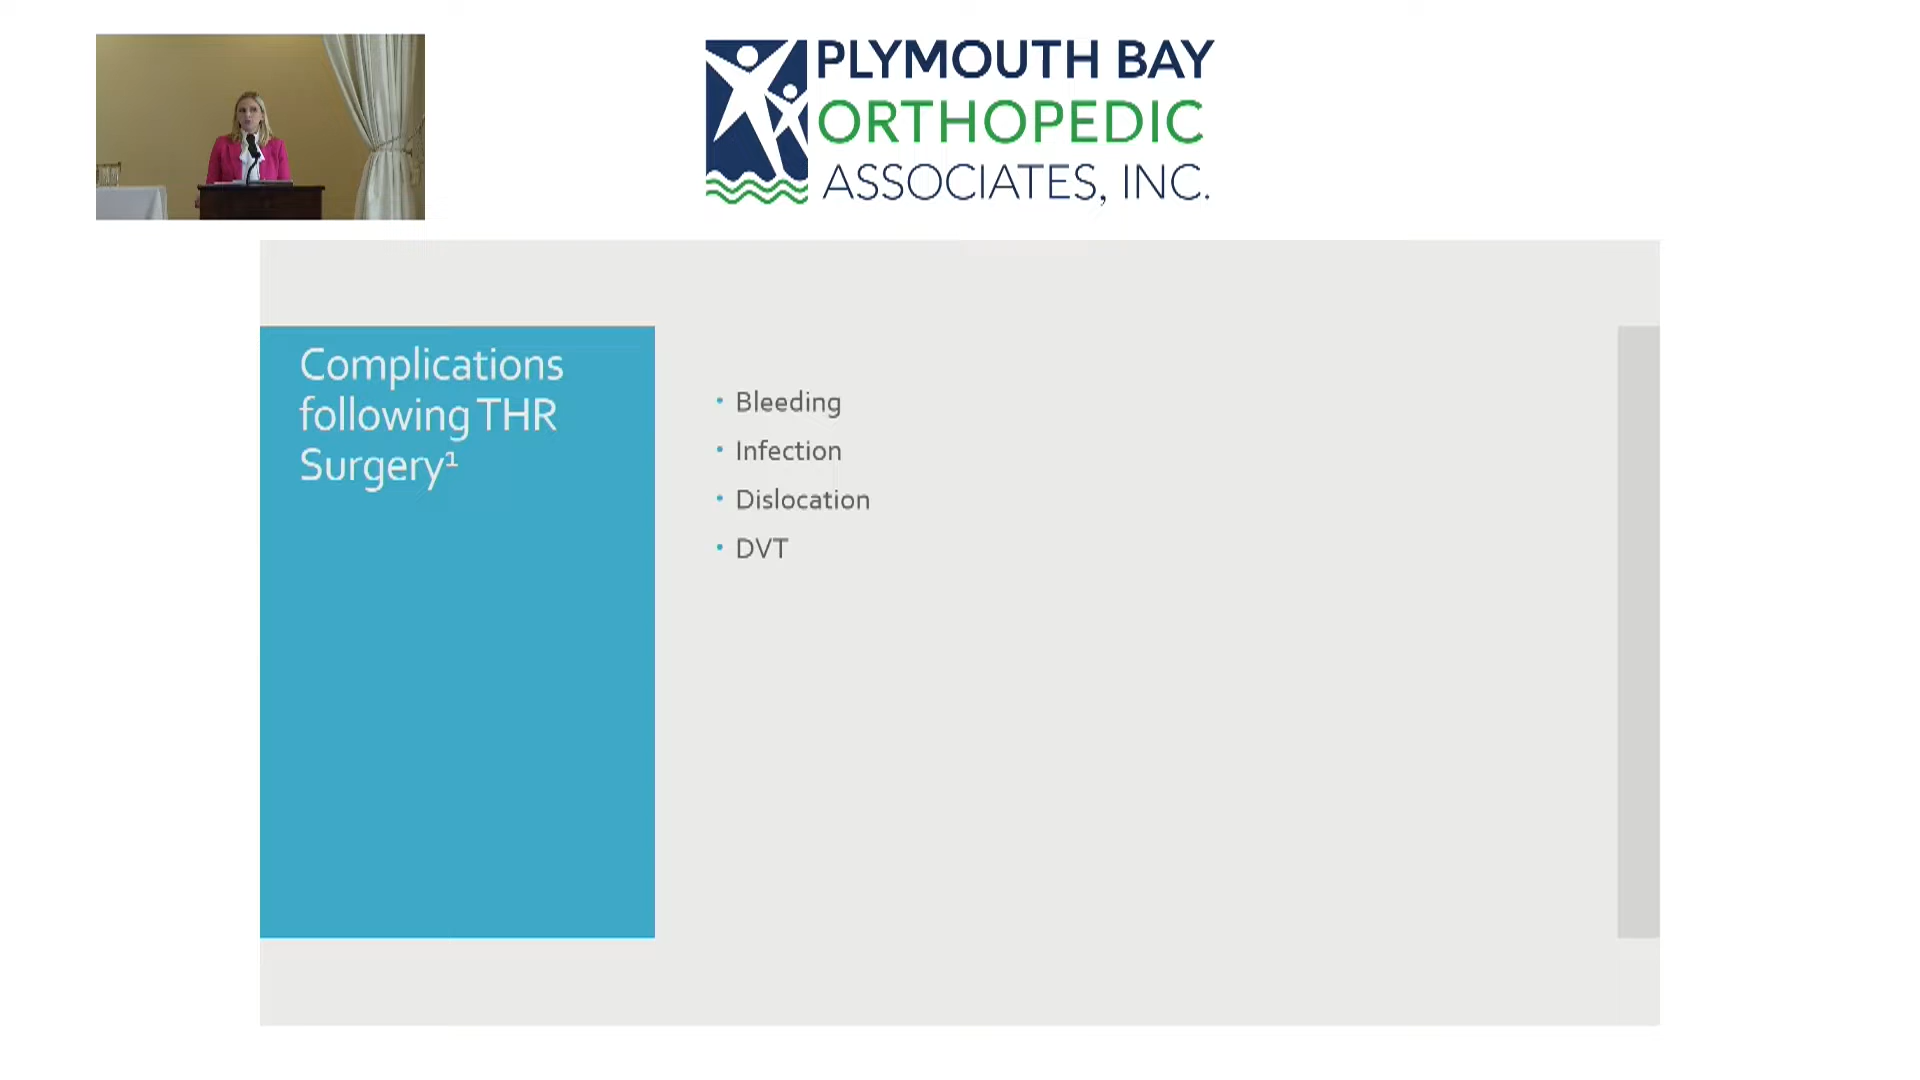 PLYMOUTH BAY
ORTHOPEDIC
ASSOCIATES, INC.
Complications
following THR
Surgery¹
• Bleeding
• Infection
• Dislocation
• DVT